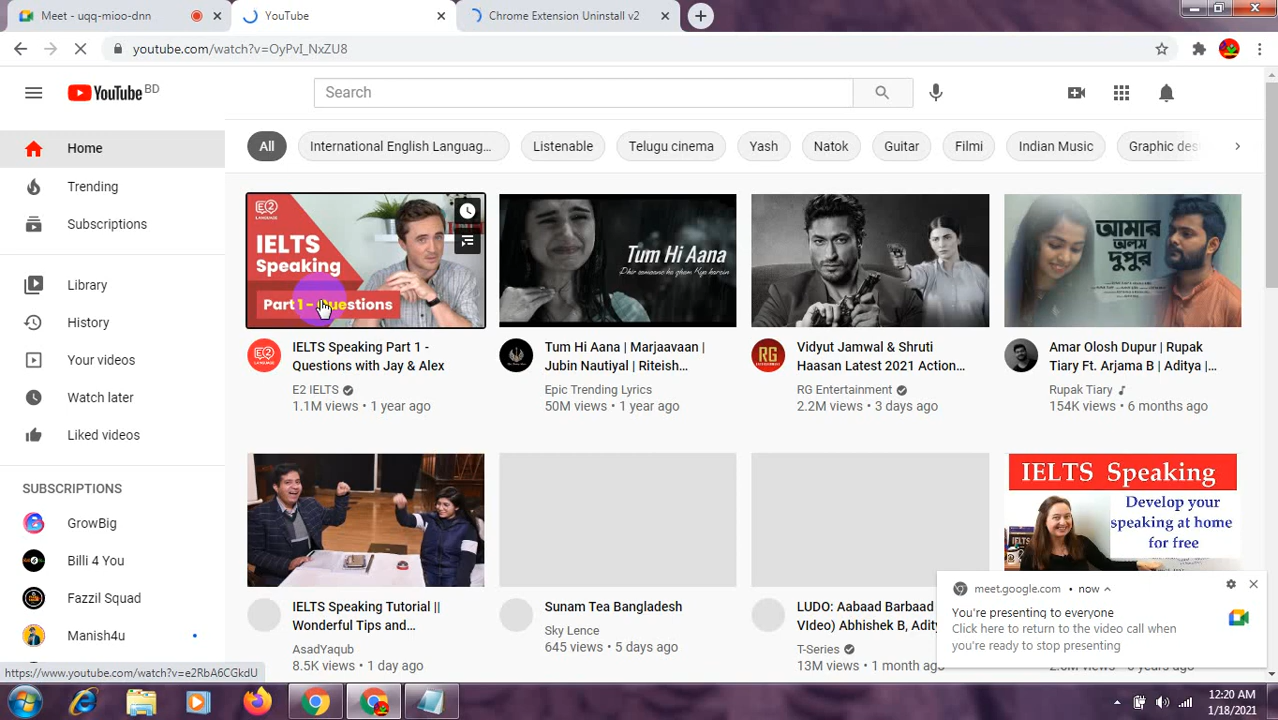 Meet - uqq-mioo-dnn
YouTube
Chrome Extension Uninstall v2
youtube.com/watch?v=OyPvI_NxZU8
YouTube BD
Search
Home
Trending
Subscriptions
Library
History
Your videos
Watch later
Liked videos
SUBSCRIPTIONS
GrowBig
Billi 4 You
Fazzil Squad
Manish4u
All
International English Languag...
Listenable
Telugu cinema
Yash
Natok
Guitar
Filmi
Indian Music
Graphic des
E2
LANGUAGE
IELTS
Speaking
Part 1 - Questions
Tum Hi Aana
আমার
অলস
দুপুর
E2
IELTS Speaking Part 1 -
Questions with Jay & Alex
E2 IELTS
1.1M views • 1 year ago
Tum Hi Aana | Marjaavaan |
Jubin Nautiyal | Riteish...
Epic Trending Lyrics
50M views • 1 year ago
RG
Vidyut Jamwal & Shruti
Haasan Latest 2021 Action...
RG Entertainment
2.2M views • 3 days ago
Amar Olosh Dupur | Rupak
Tiary Ft. Arjama B | Aditya |...
Rupak Tiary
154K views • 6 months ago
IELTS Speaking
Develop your
speaking at home
for free
IELTS Speaking Tutorial ||
Wonderful Tips and...
AsadYaqub
8.5K views • 1 day ago
Sunam Tea Bangladesh
Sky Lence
645 views • 5 days ago
LUDO: Aabaad Barbaad
VIdeo) Abhishek B, Adity
T-Series
13M views • 1 month ag
meet.google.com • now
You're presenting to everyone
Click here to return to the video call when
you're ready to stop presenting
https://www.youtube.com/watch?v=e2RbA6CGkdU
12:20 AM
1/18/2021